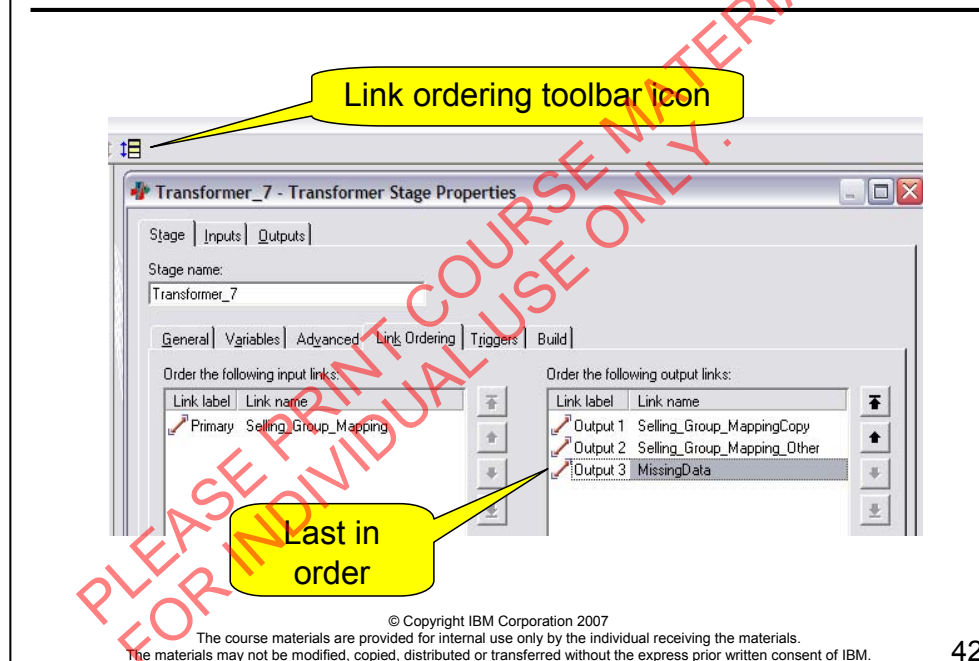 Link ordering toolbar icon
Transformer_7 - Transformer Stage Properties
Stage Inputs Outputs
Stage name:
Transformer_7
General Variables Advanced Link Ordering Triggers Build
Order the following input links:
Order the following output links:
Link label Link name
Primary Selling_Group_Mapping
Link label Link name
Output 1 Selling_Group_MappingCopy
Output 2 Selling_Group_Mapping_Other
Output 3 MissingData
Last in
order
PLEASE PRINT COURSE MATERI
FOR INDIVIDUAL USE ONLY.
© Copyright IBM Corporation 2007
The course materials are provided for internal use only by the individual receiving the materials.
The materials may not be modified, copied, distributed or transferred without the express prior written consent of IBM.
42